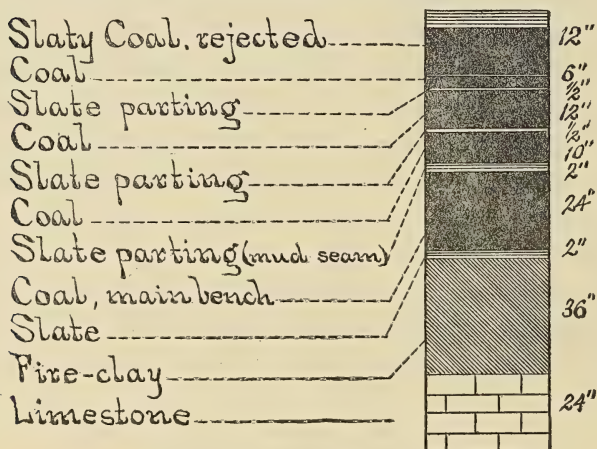 Slaty Coal, rejected
Coal
Slate parting
Coal
Slate parting
Coal
Slate parting (mud seam)
Coal, main bench
Slate
Fire-clay
Limestone
12"
6"
½"
12"
½"
10"
2"
24"
2"
36"
24"